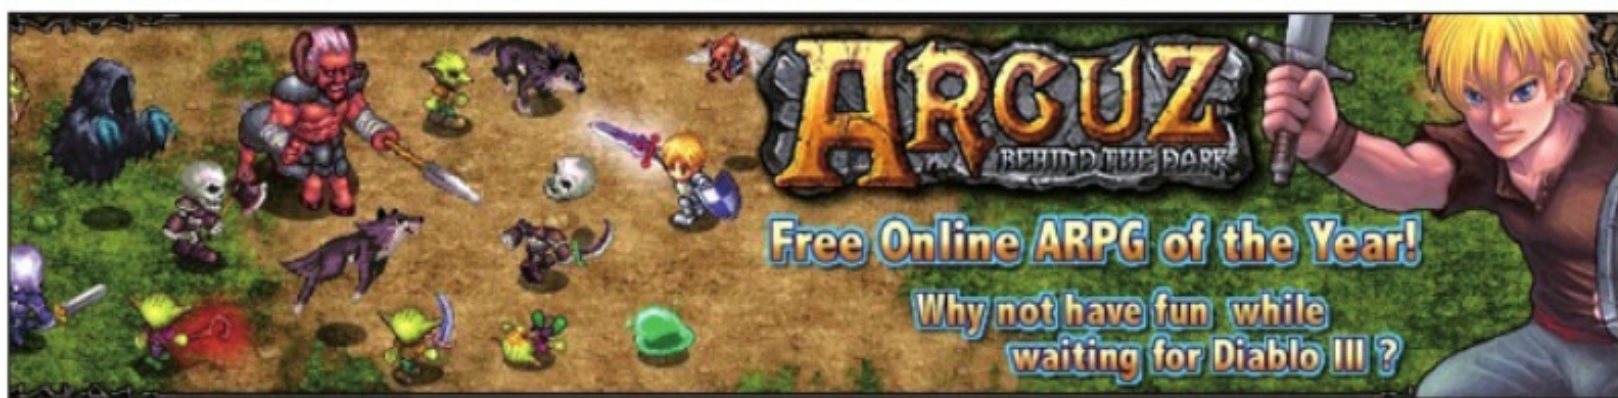 ARCUZ
BEHIND THE DARK
Free Online ARPG of the Year!
Why not have fun while
waiting for Diablo III ?